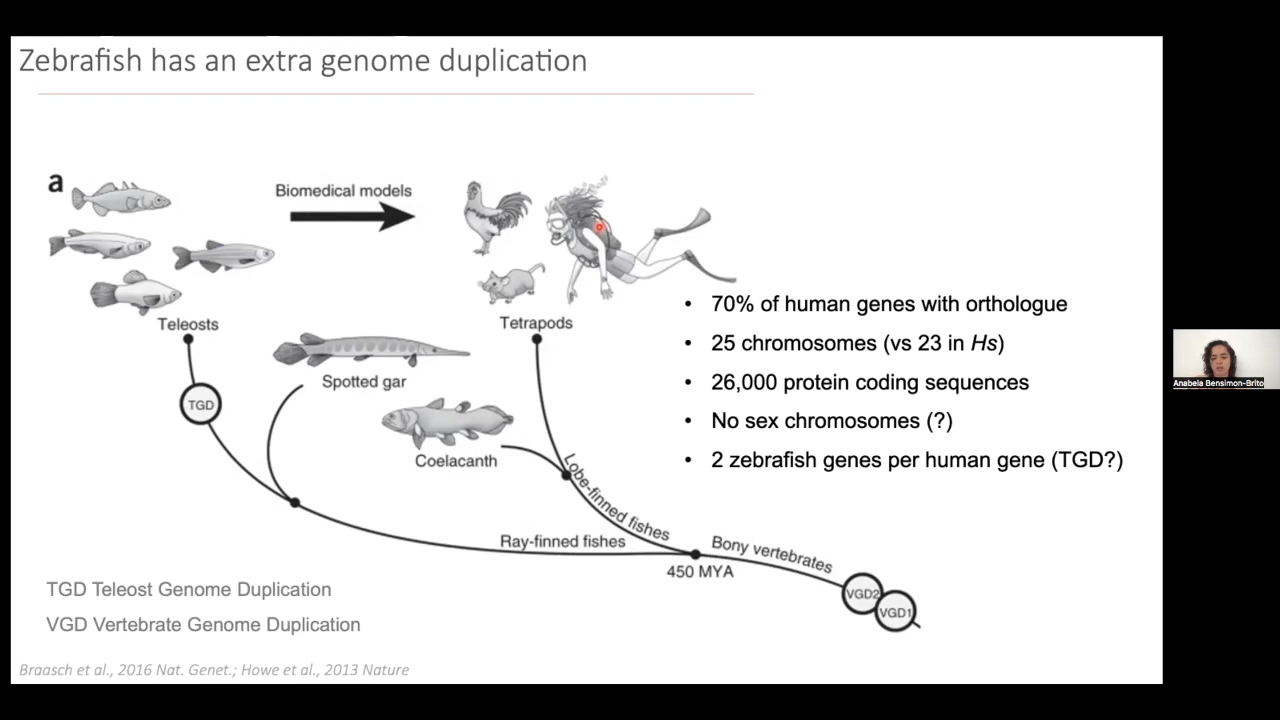 Zebrafish has an extra genome duplication
a
Biomedical models
Teleosts
Tetrapods
Spotted gar
TGD
Coelacanth
Lobe-finned fishes
Ray-finned fishes
Bony vertebrates
450 MYA
VGD2
VGD1
• 70% of human genes with orthologue
• 25 chromosomes (vs 23 in Hs)
• 26,000 protein coding sequences
• No sex chromosomes (?)
• 2 zebrafish genes per human gene (TGD?)
TGD Teleost Genome Duplication
VGD Vertebrate Genome Duplication
Braasch et al., 2016 Nat. Genet.; Howe et al., 2013 Nature
Anabela Bensimon-Brito